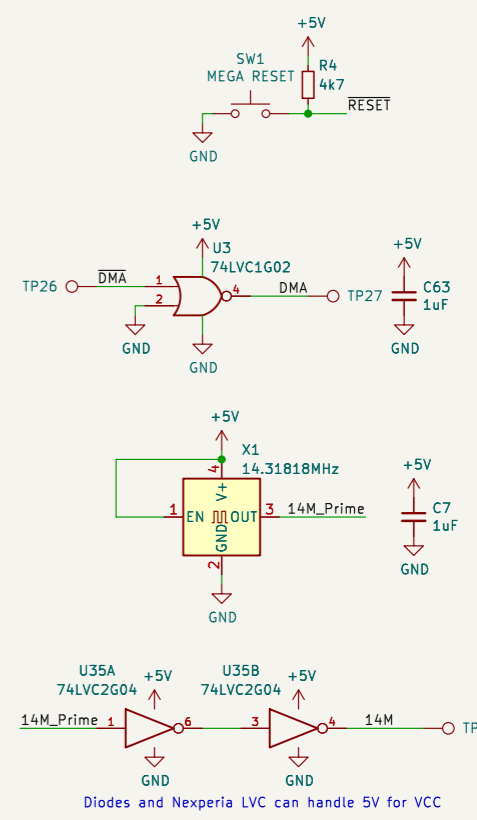 +5V
SW1
MEGA RESET
R4
4k7
RESET
GND
+5V
U3
74LVC1G02
TP26
DMA
1
2
4
DMA
TP27
GND
GND
+5V
C63
1uF
GND
+5V
X1
14.31818MHz
4
V+
1
EN
OUT
3
14M_Prime
GND
2
GND
+5V
C7
1uF
GND
U35A
74LVC2G04
+5V
U35B
74LVC2G04
+5V
14M_Prime
1
6
3
4
14M
TP
GND
GND
Diodes and Nexperia LVC can handle 5V for VCC